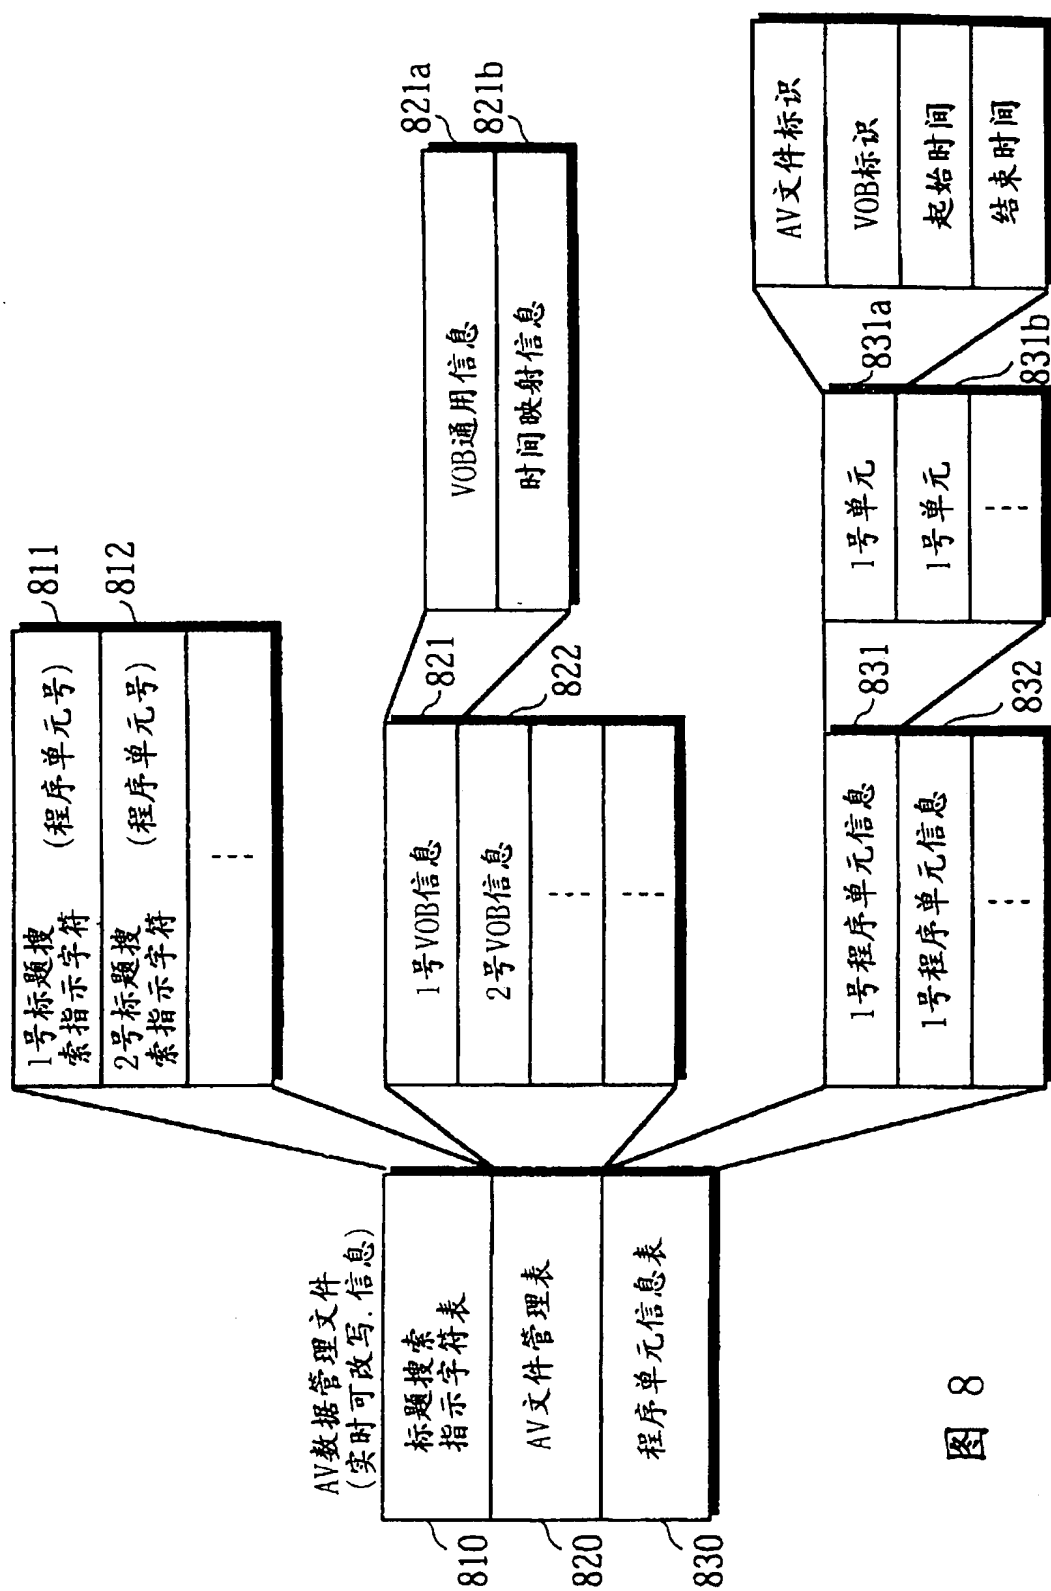 AV数据管理文件
(实时可改写.信息)
标题搜索
指示字符表
AV文件管理表
程序单元信息表
810
820
830
1号标题搜
索指示字符
(程序单元号)
2号标题搜
索指示字符
(程序单元号)
811
812
1号VOB信息
2号VOB信息
821
822
VOB通用信息
时间映射信息
821a
821b
1号程序单元信息
1号程序单元信息
831
832
1号单元
1号单元
831a
831b
AV文件标识
VOB标识
起始时间
结束时间
图 8